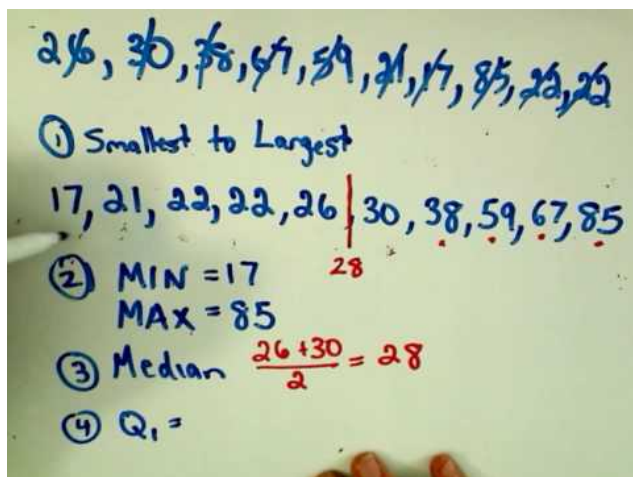 26, 30, 38, 67, 59, 21, 17, 85, 22, 22
① Smallest to Largest
17, 21, 22, 22, 26, 30, 38, 59, 67, 85
28
② MIN = 17
MAX = 85
③ Median 26+30/2 = 28
④ Q₁ =